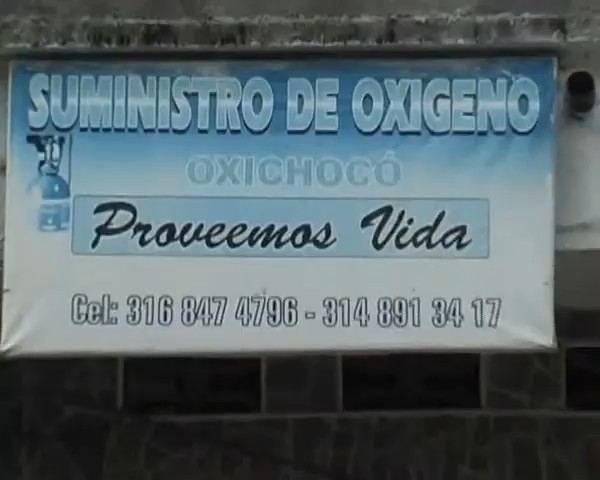 SUMINISTRO DE OXIGENO
OXICHOCÓ
Proveemos Vida
Cel: 316 847 4796 - 314 891 34 17